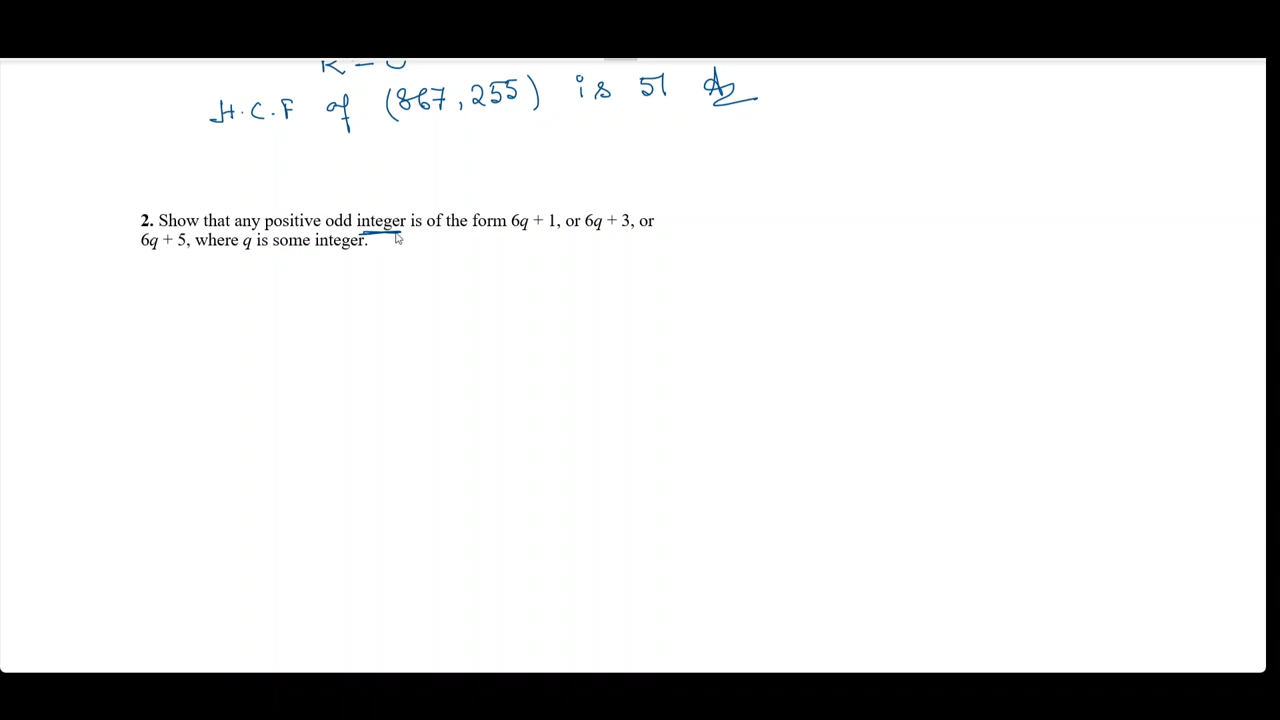 H.C.F of (867, 255) is 51
2. Show that any positive odd integer is of the form 6q + 1, or 6q + 3, or
6q + 5, where q is some integer.